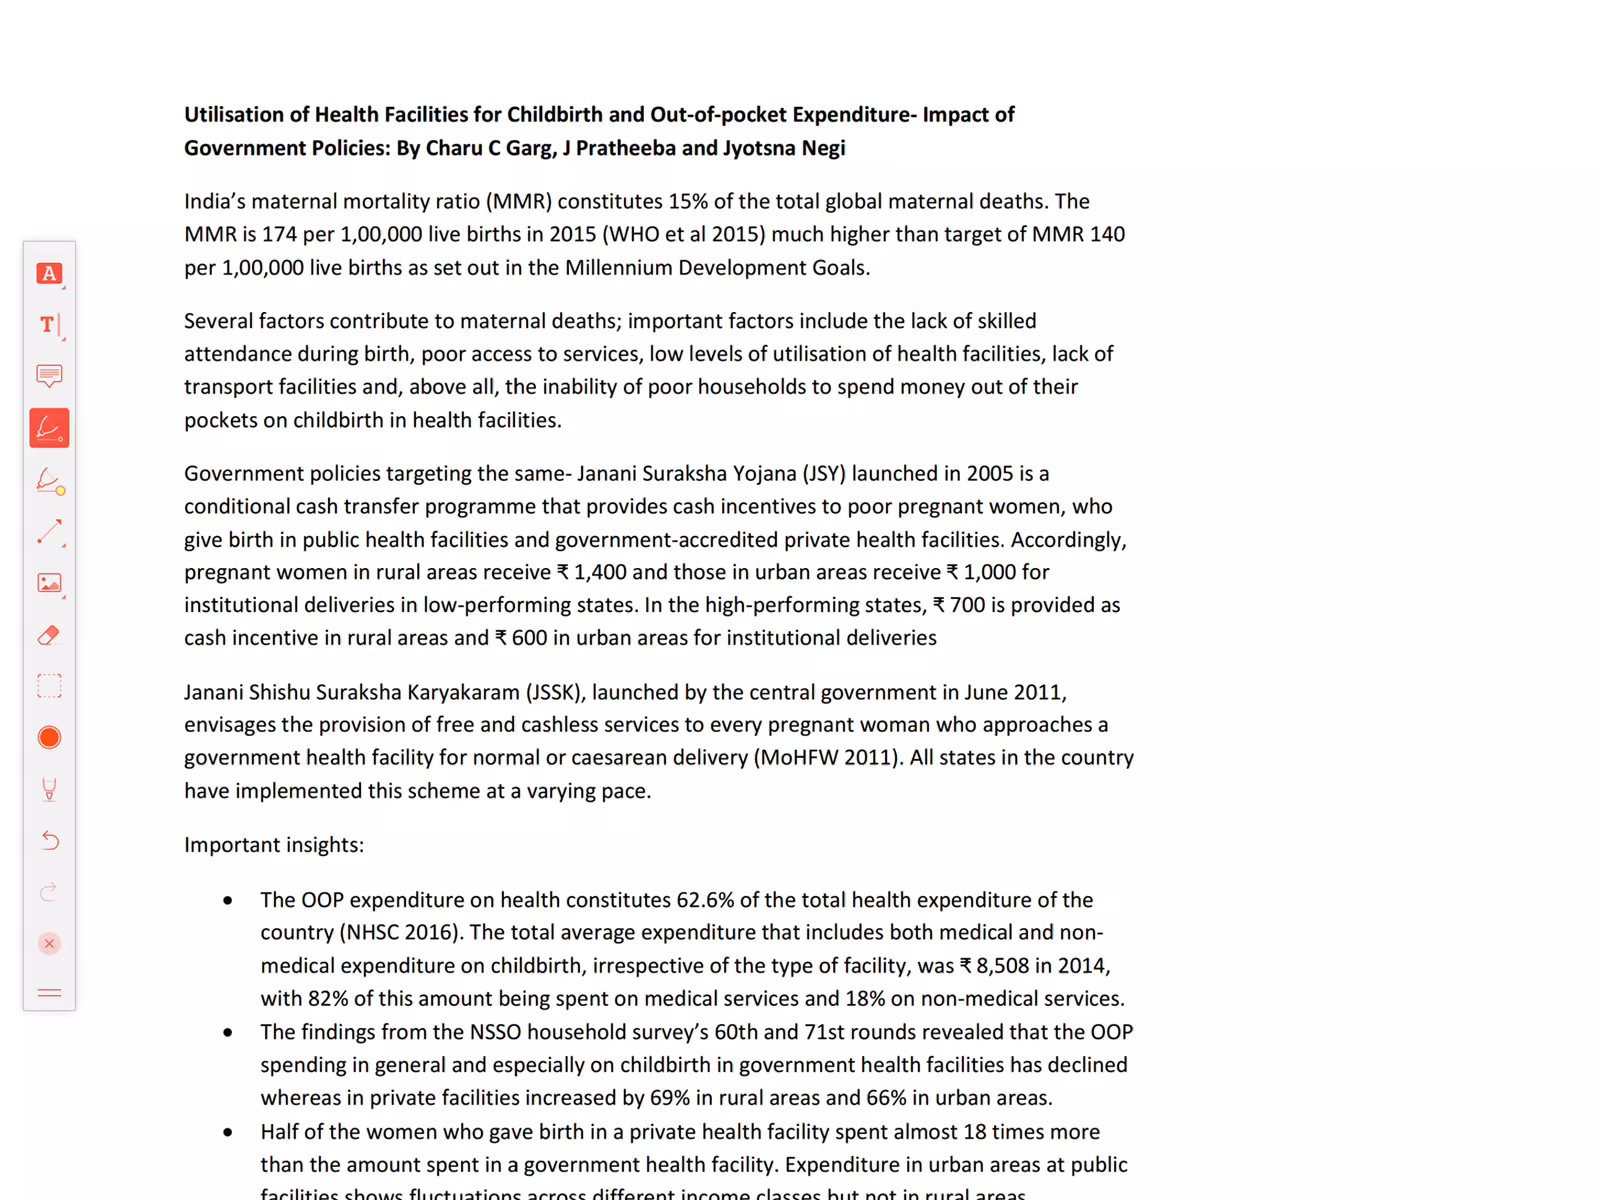 Utilisation of Health Facilities for Childbirth and Out-of-pocket Expenditure- Impact of
Government Policies: By Charu C Garg, J Pratheeba and Jyotsna Negi
India’s maternal mortality ratio (MMR) constitutes 15% of the total global maternal deaths. The
MMR is 174 per 1,00,000 live births in 2015 (WHO et al 2015) much higher than target of MMR 140
per 1,00,000 live births as set out in the Millennium Development Goals.
Several factors contribute to maternal deaths; important factors include the lack of skilled
attendance during birth, poor access to services, low levels of utilisation of health facilities, lack of
transport facilities and, above all, the inability of poor households to spend money out of their
pockets on childbirth in health facilities.
Government policies targeting the same- Janani Suraksha Yojana (JSY) launched in 2005 is a
conditional cash transfer programme that provides cash incentives to poor pregnant women, who
give birth in public health facilities and government-accredited private health facilities. Accordingly,
pregnant women in rural areas receive ₹ 1,400 and those in urban areas receive ₹ 1,000 for
institutional deliveries in low-performing states. In the high-performing states, ₹ 700 is provided as
cash incentive in rural areas and ₹ 600 in urban areas for institutional deliveries
Janani Shishu Suraksha Karyakaram (JSSK), launched by the central government in June 2011,
envisages the provision of free and cashless services to every pregnant woman who approaches a
government health facility for normal or caesarean delivery (MoHFW 2011). All states in the country
have implemented this scheme at a varying pace.
Important insights:
• The OOP expenditure on health constitutes 62.6% of the total health expenditure of the
country (NHSC 2016). The total average expenditure that includes both medical and non-
medical expenditure on childbirth, irrespective of the type of facility, was ₹ 8,508 in 2014,
with 82% of this amount being spent on medical services and 18% on non-medical services.
• The findings from the NSSO household survey’s 60th and 71st rounds revealed that the OOP
spending in general and especially on childbirth in government health facilities has declined
whereas in private facilities increased by 69% in rural areas and 66% in urban areas.
• Half of the women who gave birth in a private health facility spent almost 18 times more
than the amount spent in a government health facility. Expenditure in urban areas at public
facilities shows fluctuations across different income classes but not in rural areas
A
T